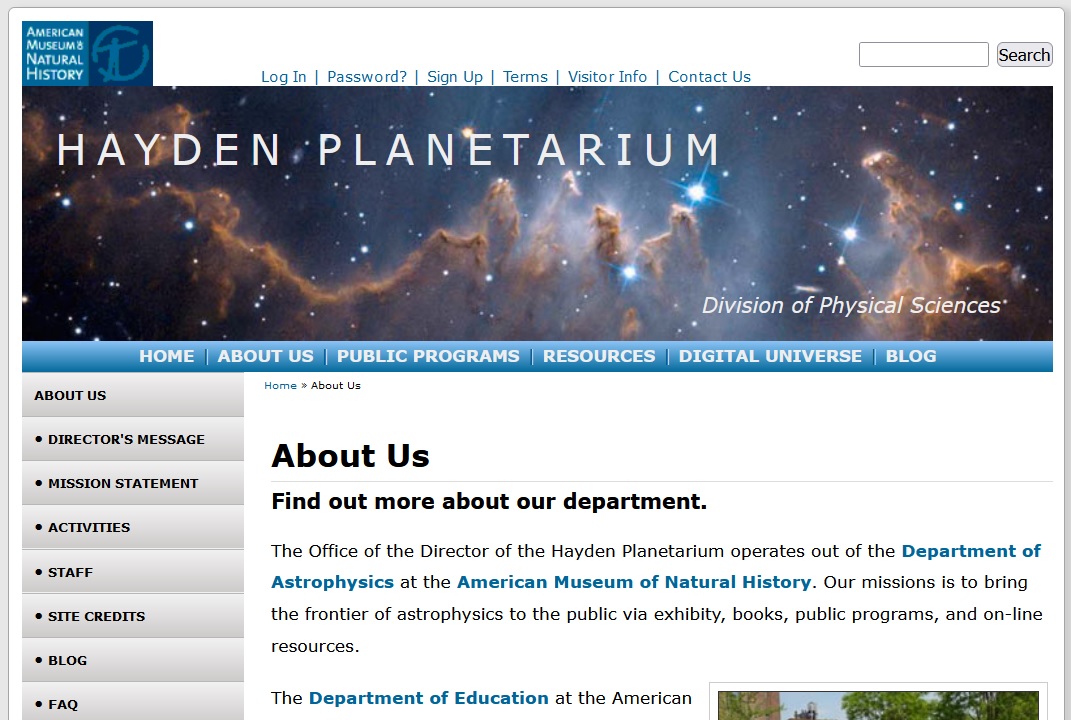 AMERICAN
MUSEUM OF
NATURAL
HISTORY
Search
Log In | Password? | Sign Up | Terms | Visitor Info | Contact Us
HAYDEN PLANETARIUM
Division of Physical Sciences
HOME | ABOUT US | PUBLIC PROGRAMS | RESOURCES | DIGITAL UNIVERSE | BLOG
ABOUT US
• DIRECTOR'S MESSAGE
• MISSION STATEMENT
• ACTIVITIES
• STAFF
• SITE CREDITS
• BLOG
• FAQ
Home » About Us
About Us
Find out more about our department.
The Office of the Director of the Hayden Planetarium operates out of the Department of
Astrophysics at the American Museum of Natural History. Our missions is to bring
the frontier of astrophysics to the public via exhibity, books, public programs, and on-line
resources.
The Department of Education at the American